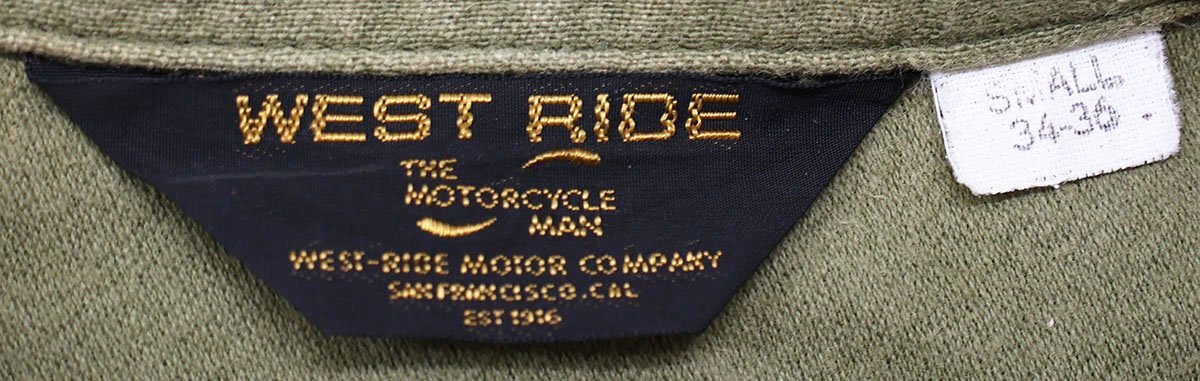 WEST RIDE
THE
MOTORCYCLE
MAN
WEST-RIDE MOTOR COMPANY
SAN FRANCISCO. CAL
EST 1916
SMALL
34-36